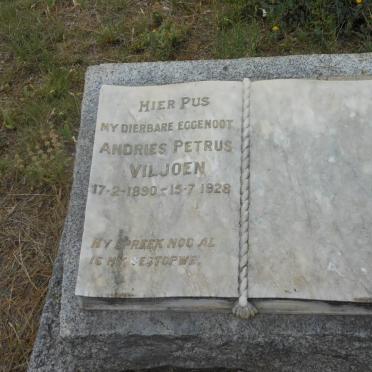 HIER PUS
MY DIERBARE EGGENOOT
ANDRIES PETRUS
VILJOEN
17-2-1890-15-7 1928
HY SPREEK NOG AL
IS HY GESTORWE.